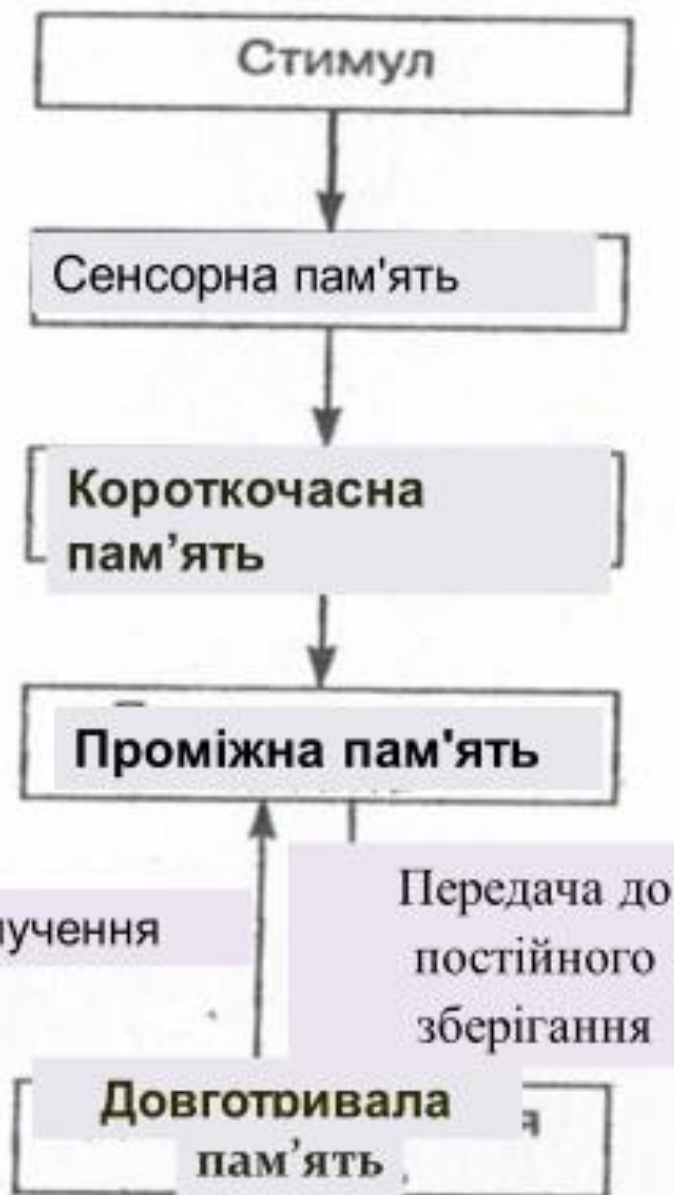 Стимул
Сенсорна пам'ять
Короткочасна
пам’ять
Проміжна пам'ять
Передача до
постійного
зберігання
Довготривала
пам’ять